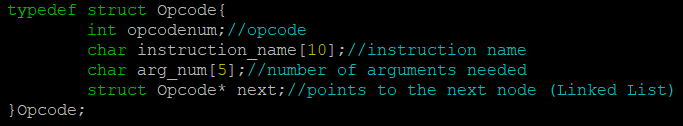 typedef struct Opcode{
int opcodenum;//opcode
char instruction_name[10];//instruction name
char arg_num[5];//number of arguments needed
struct Opcode* next;//points to the next node (Linked List)
}Opcode;